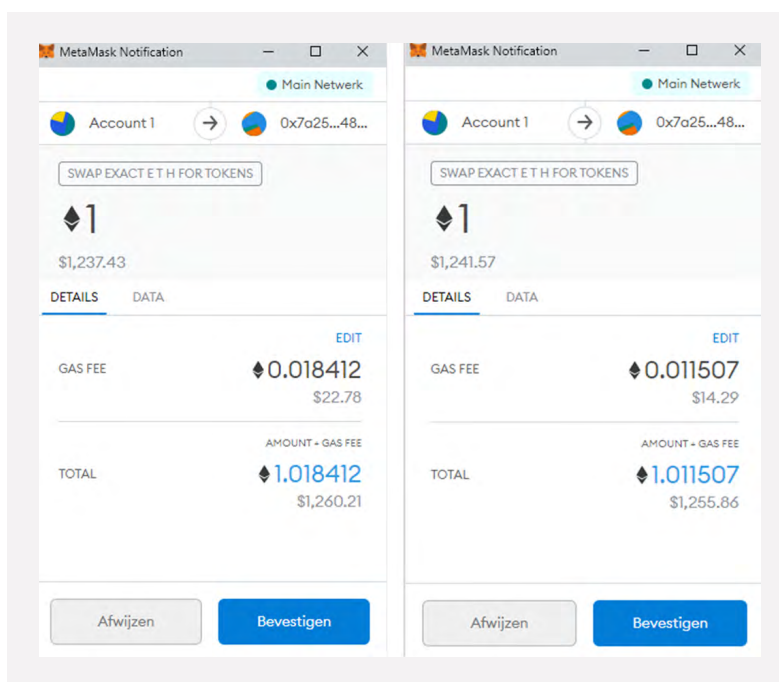 MetaMask Notification
Main Netwerk
Account 1
0x7a25...48...
SWAP EXACT E T H FOR TOKENS
1
$1,237.43
DETAILS DATA
EDIT
GAS FEE
0.018412
$22.78
AMOUNT + GAS FEE
TOTAL
1.018412
$1,260.21
Afwijzen
Bevestigen
MetaMask Notification
Main Netwerk
Account 1
0x7a25...48...
SWAP EXACT E T H FOR TOKENS
1
$1,241.57
DETAILS DATA
EDIT
GAS FEE
0.011507
$14.29
AMOUNT + GAS FEE
TOTAL
1.011507
$1,255.86
Afwijzen
Bevestigen